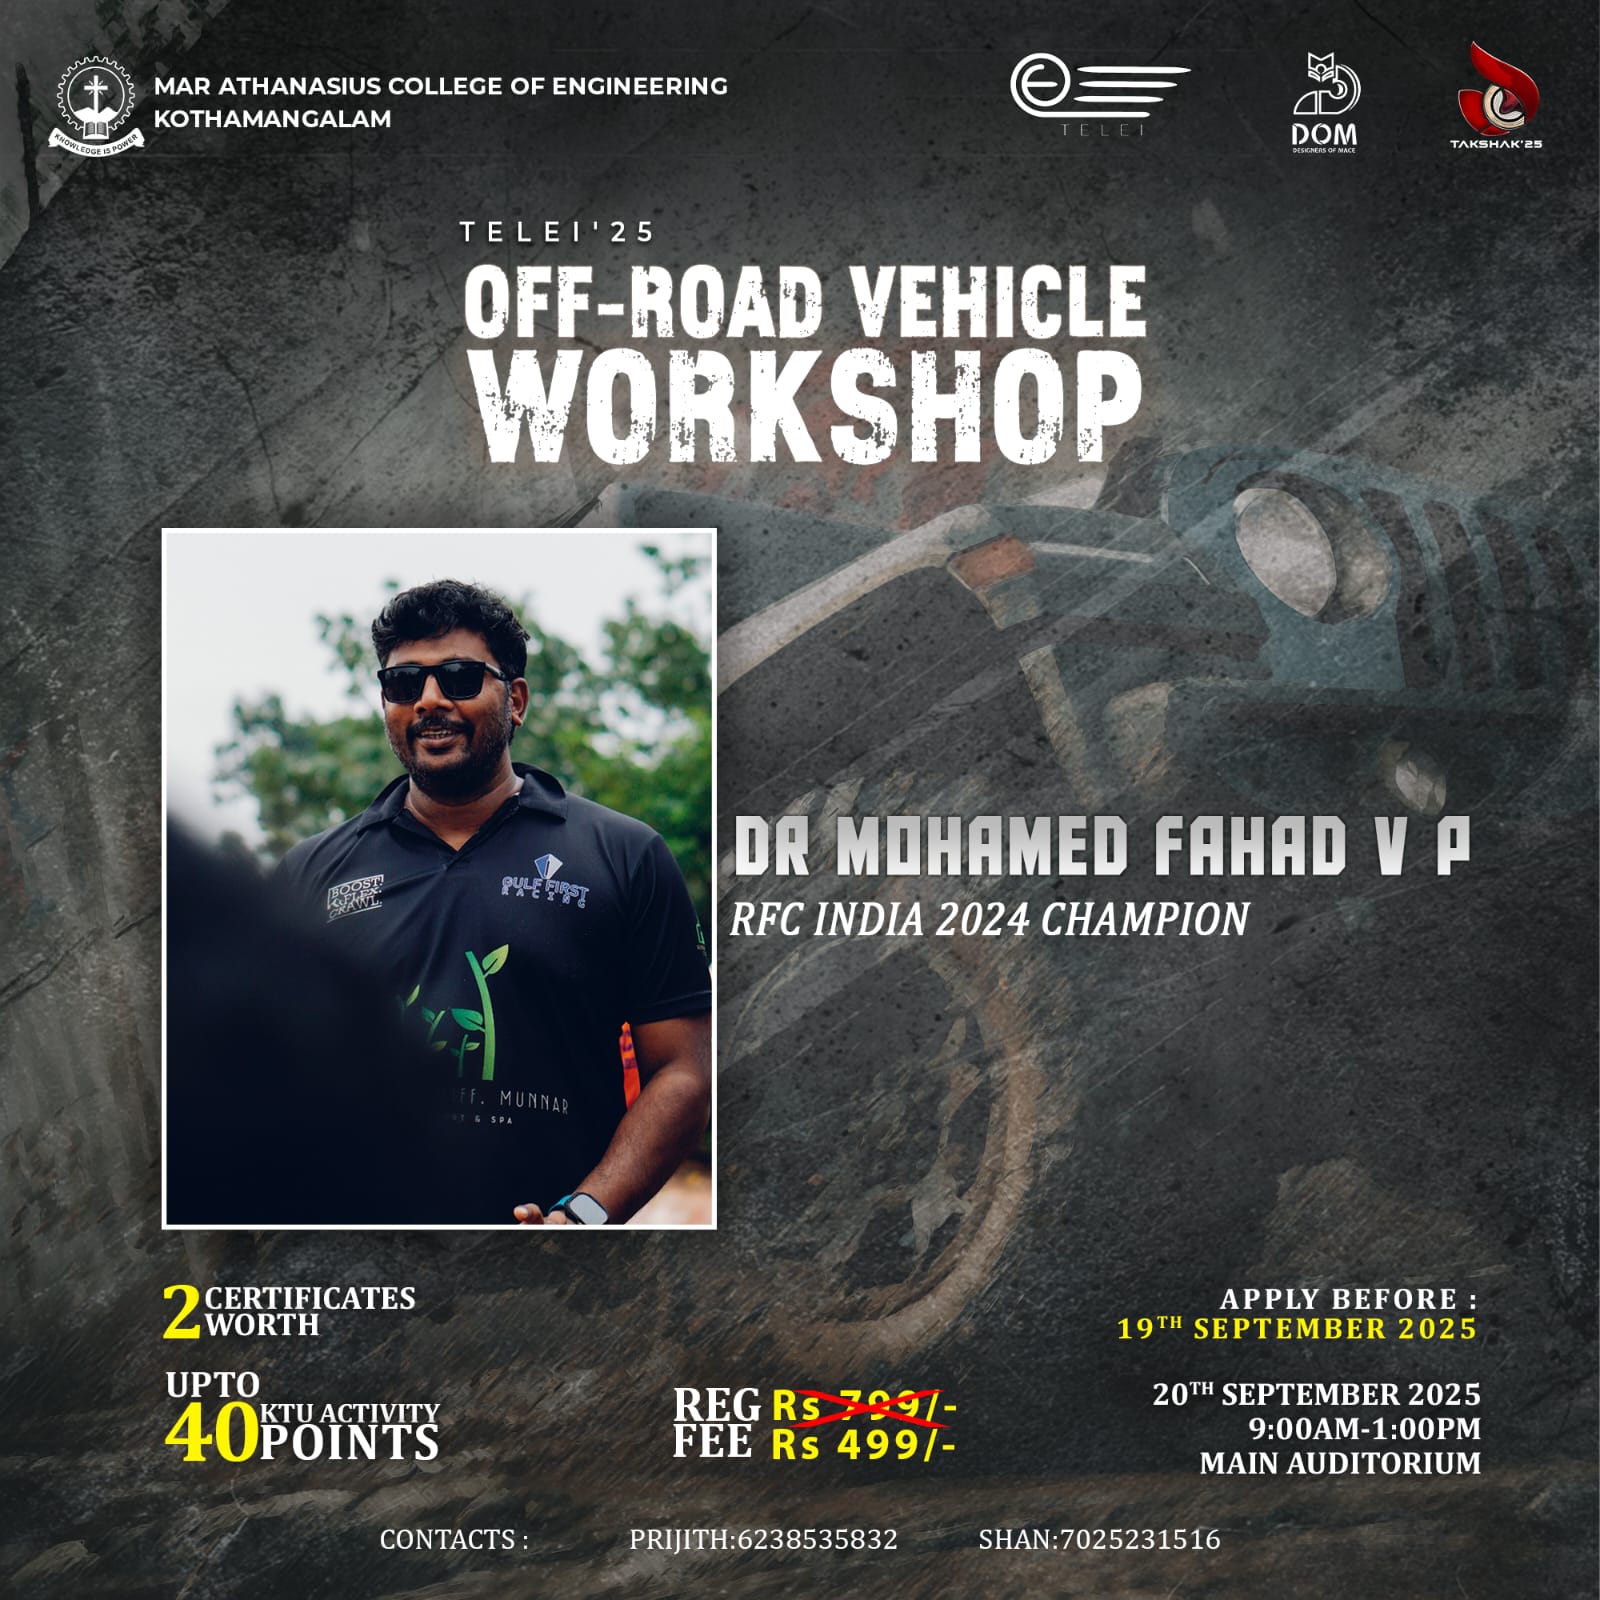 MAR ATHANASIUS COLLEGE OF ENGINEERING
KOTHAMANGALAM
KNOWLEDGE IS POWER
TELEI
DOM
DESIGNERS OF MACE
TAKSHAK'25
TELEI'25
OFF-ROAD VEHICLE
WORKSHOP
BOOST.
FLEX.
CRAWL.
GULF FIRST
RACING
MUNNAR
& SPA
DR MOHAMED FAHAD V P
RFC INDIA 2024 CHAMPION
2 CERTIFICATES
WORTH
UPTO
40 KTU ACTIVITY
POINTS
REG FEE
Rs 799/-
Rs 499/-
APPLY BEFORE :
19TH SEPTEMBER 2025
20TH SEPTEMBER 2025
9:00AM-1:00PM
MAIN AUDITORIUM
CONTACTS : PRIJITH:6238535832 SHAN:7025231516